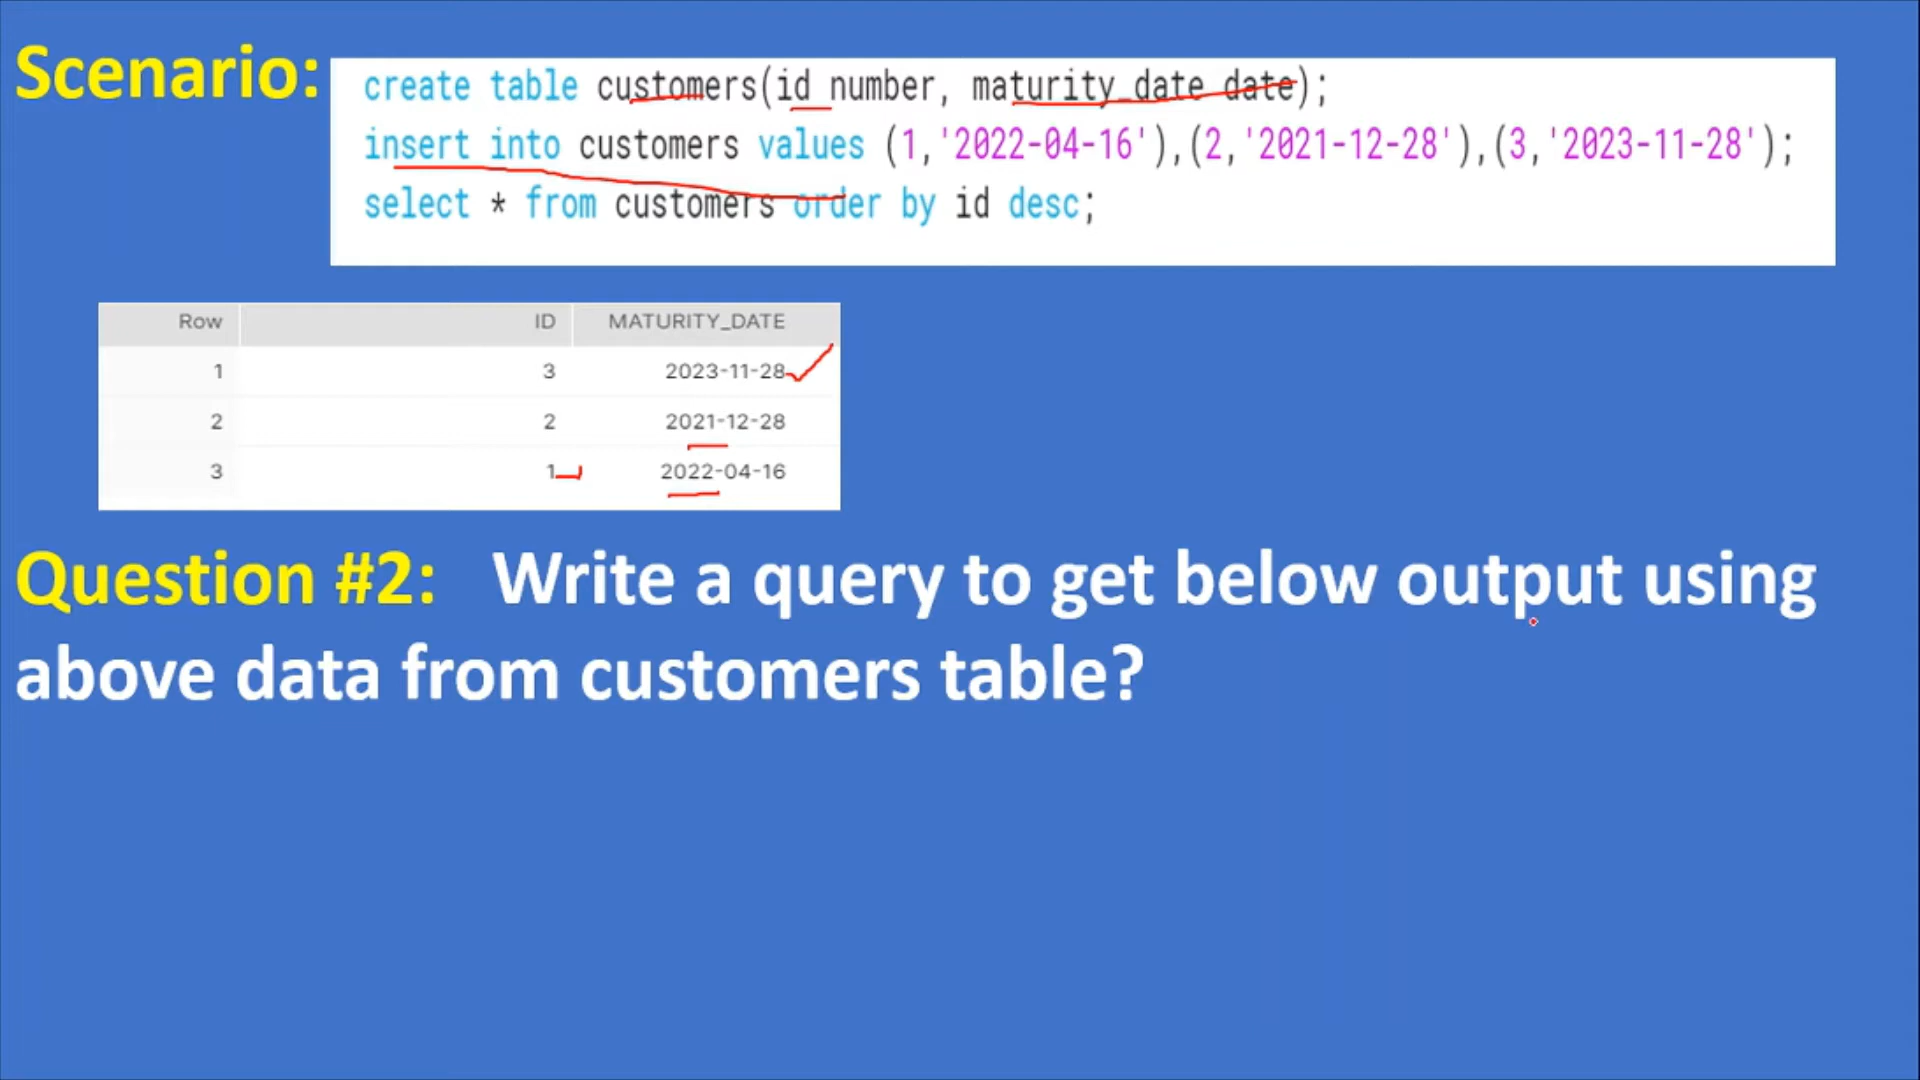 Scenario:
create table customers(id number, maturity_date date);
insert into customers values (1,'2022-04-16'),(2,'2021-12-28'),(3,'2023-11-28');
select * from customers order by id desc;
Row ID MATURITY_DATE
1 3 2023-11-28
2 2 2021-12-28
3 1 2022-04-16
Question #2: Write a query to get below output using
above data from customers table?